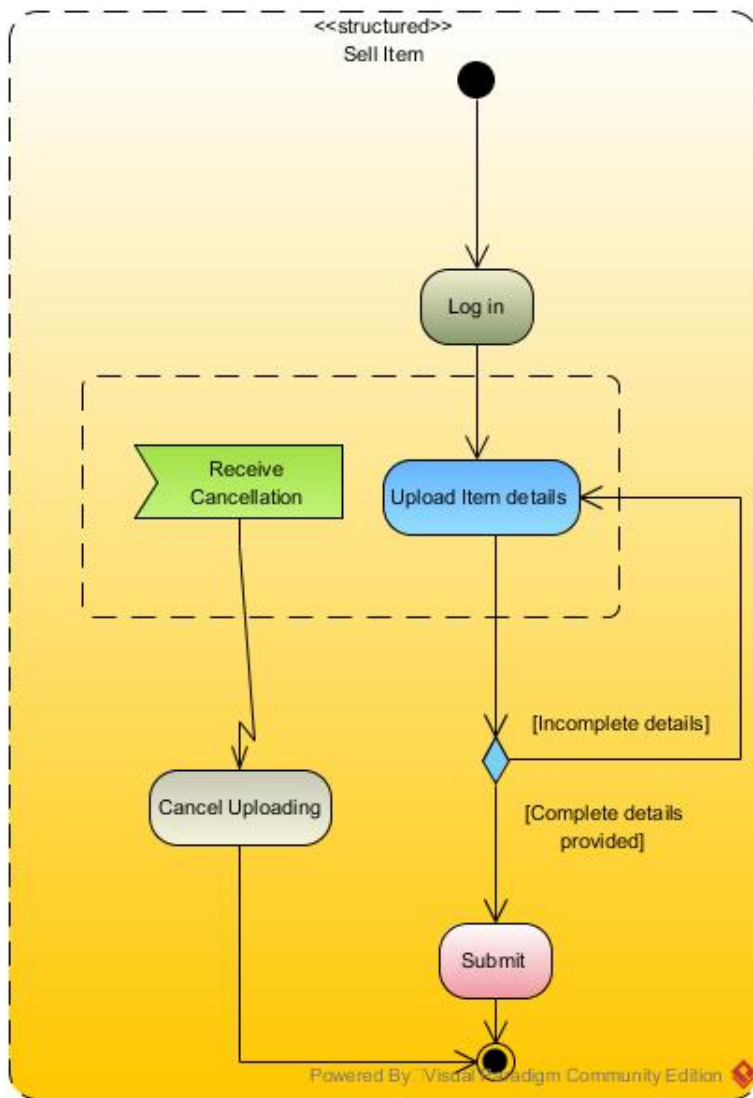 <<structured>>
Sell Item
Log in
Receive
Cancellation
Upload Item details
[Incomplete details]
Cancel Uploading
[Complete details
provided]
Submit
Powered By Visual Paradigm Community Edition